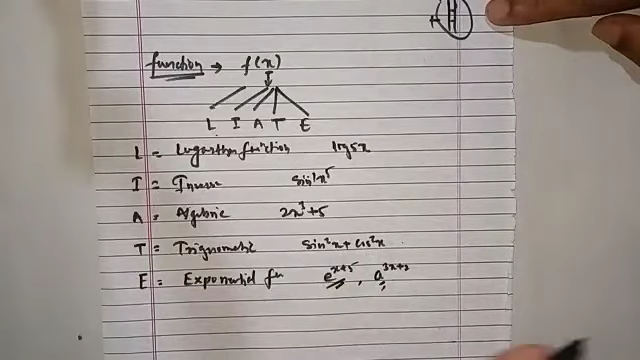 function → f(x)
L I A T E
L = Logarithm function log5x
I = Inverse sin⁻¹x⁵
A = Algebric 2x³+5
T = Trignometric sin²x + cos²x
E = Exponential fn e^(x+5), a^(3x+2)